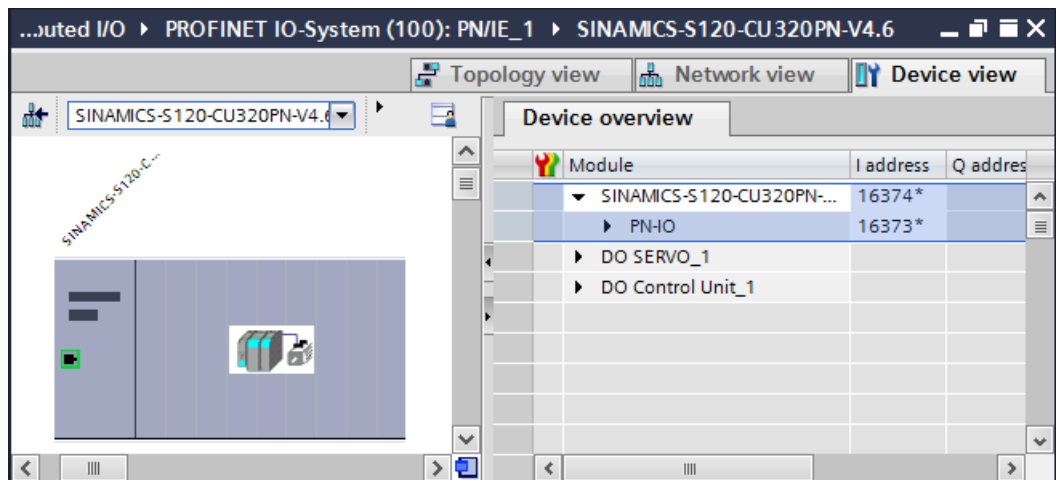 ...outed I/O ▸ PROFINET IO-System (100): PN/IE_1 ▸ SINAMICS-S120-CU320PN-V4.6
Topology view Network view Device view
SINAMICS-S120-CU320PN-V4.6
Device overview
SINAMICS-S120-C...
Module I address Q addres
SINAMICS-S120-CU320PN-... 16374*
PN-IO 16373*
DO SERVO_1
DO Control Unit_1